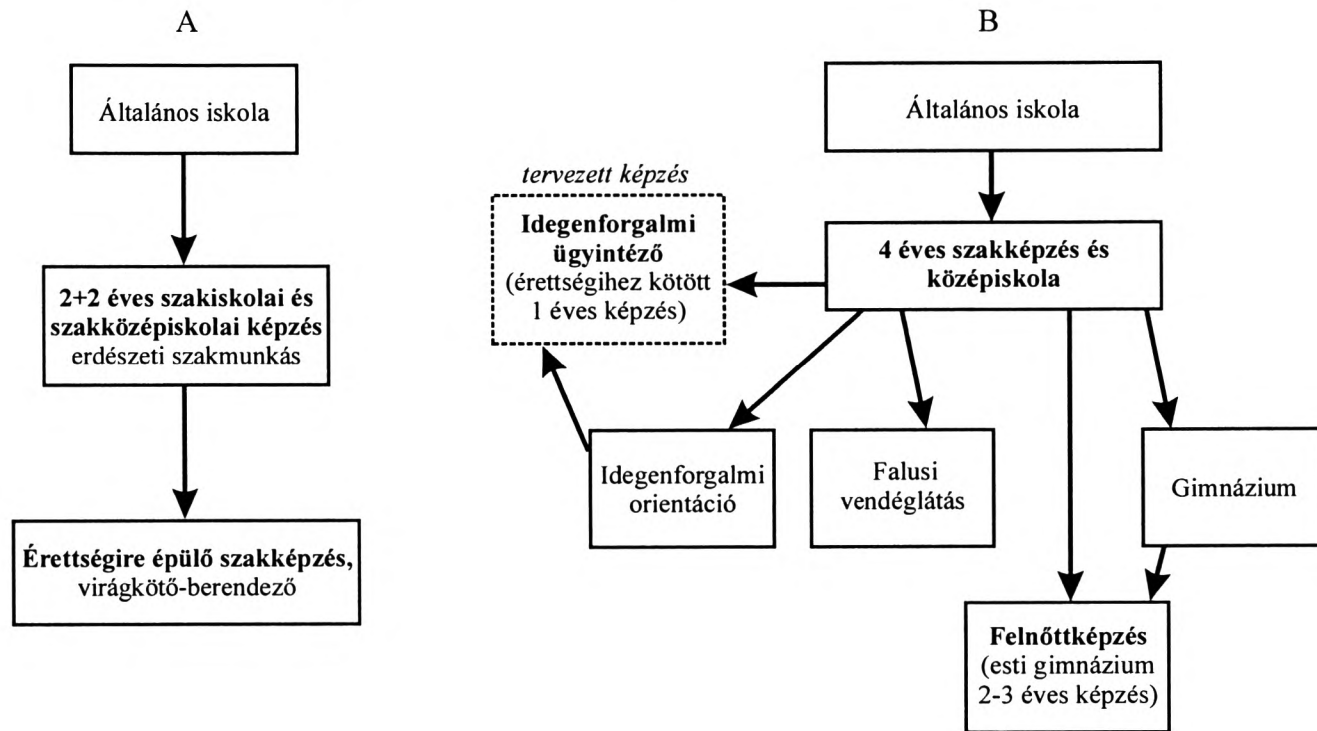 A
Általános iskola
2+2 éves szakiskolai és
szakközépiskolai képzés
erdészeti szakmunkás
Érettségire épülő szakképzés,
virágkötő-berendező
B
Általános iskola
tervezett képzés
Idegenforgalmi
ügyintéző
(érettségihez kötött
1 éves képzés)
4 éves szakképzés és
középiskola
Idegenforgalmi
orientáció
Falusi
vendéglátás
Gimnázium
Felnőttképzés
(esti gimnázium
2-3 éves képzés)